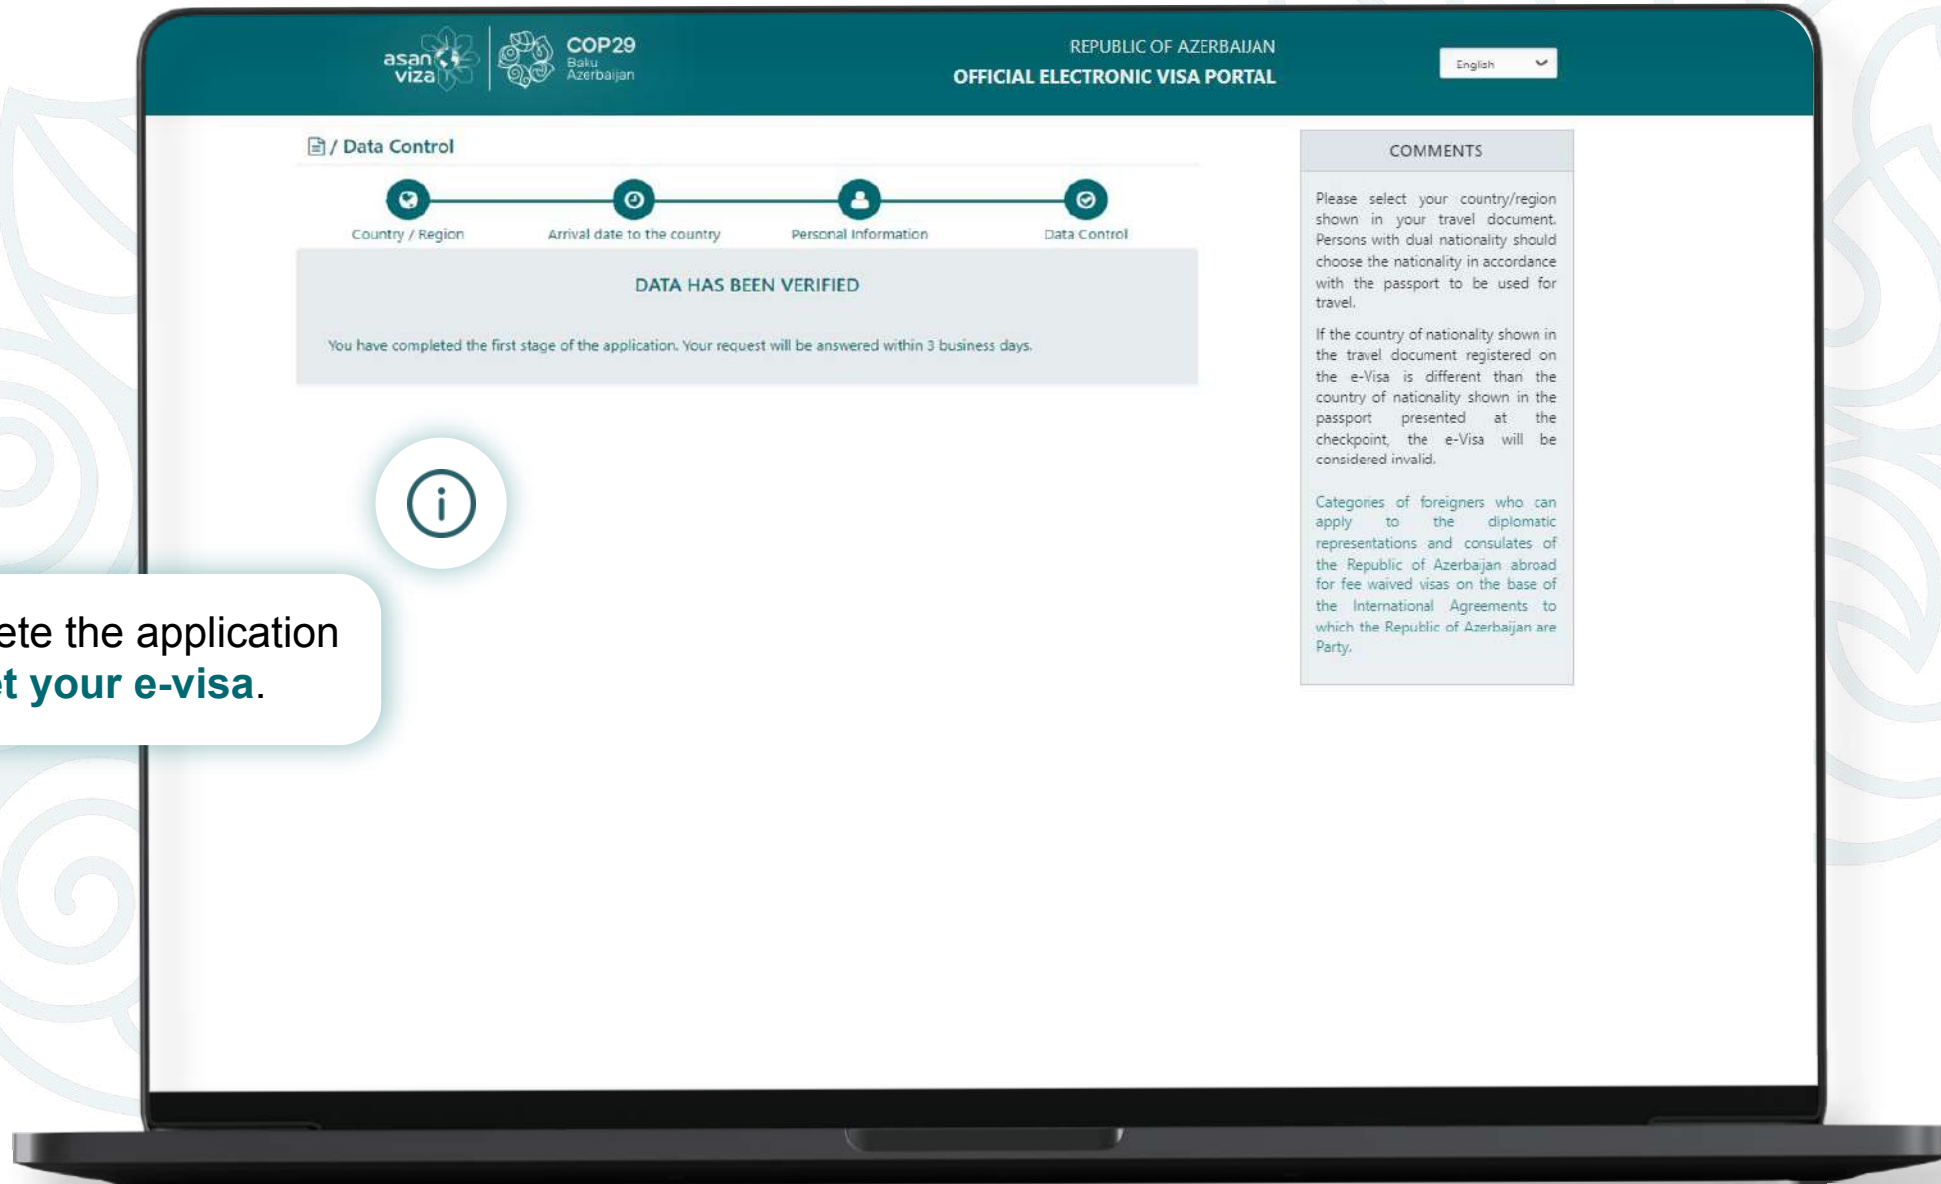 asan
viza
COP29
Baku
Azerbaijan
REPUBLIC OF AZERBAIJAN
OFFICIAL ELECTRONIC VISA PORTAL
English
/ Data Control
Country / Region
Arrival date to the country
Personal Information
Data Control
DATA HAS BEEN VERIFIED
You have completed the first stage of the application. Your request will be answered within 3 business days.
ete the application
et your e-visa.
COMMENTS
Please select your country/region
shown in your travel document.
Persons with dual nationality should
choose the nationality in accordance
with the passport to be used for
travel.
If the country of nationality shown in
the travel document registered on
the e-Visa is different than the
country of nationality shown in the
passport presented at the
checkpoint, the e-Visa will be
considered invalid.
Categories of foreigners who can
apply to the diplomatic
representations and consulates of
the Republic of Azerbaijan abroad
for fee waived visas on the base of
the International Agreements to
which the Republic of Azerbaijan are
Party.